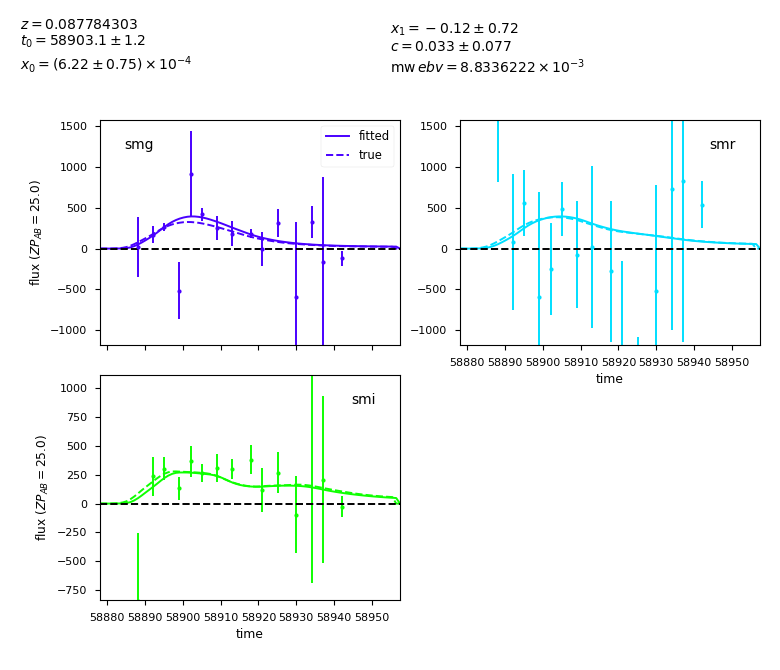 z = 0.087784303
t₀ = 58903.1 ± 1.2
x₀ = (6.22 ± 0.75) × 10⁻⁴
x₁ = −0.12 ± 0.72
c = 0.033 ± 0.077
mw ebv = 8.8336222 × 10⁻³
1500
1000
500
0
−500
−1000
flux (ZP_AB = 25.0)
smg
fitted
true
1500
1000
500
0
−500
−1000
smr
58880 58890 58900 58910 58920 58930 58940 58950
time
1000
750
500
250
0
−250
−500
−750
flux (ZP_AB = 25.0)
smi
58880 58890 58900 58910 58920 58930 58940 58950
time